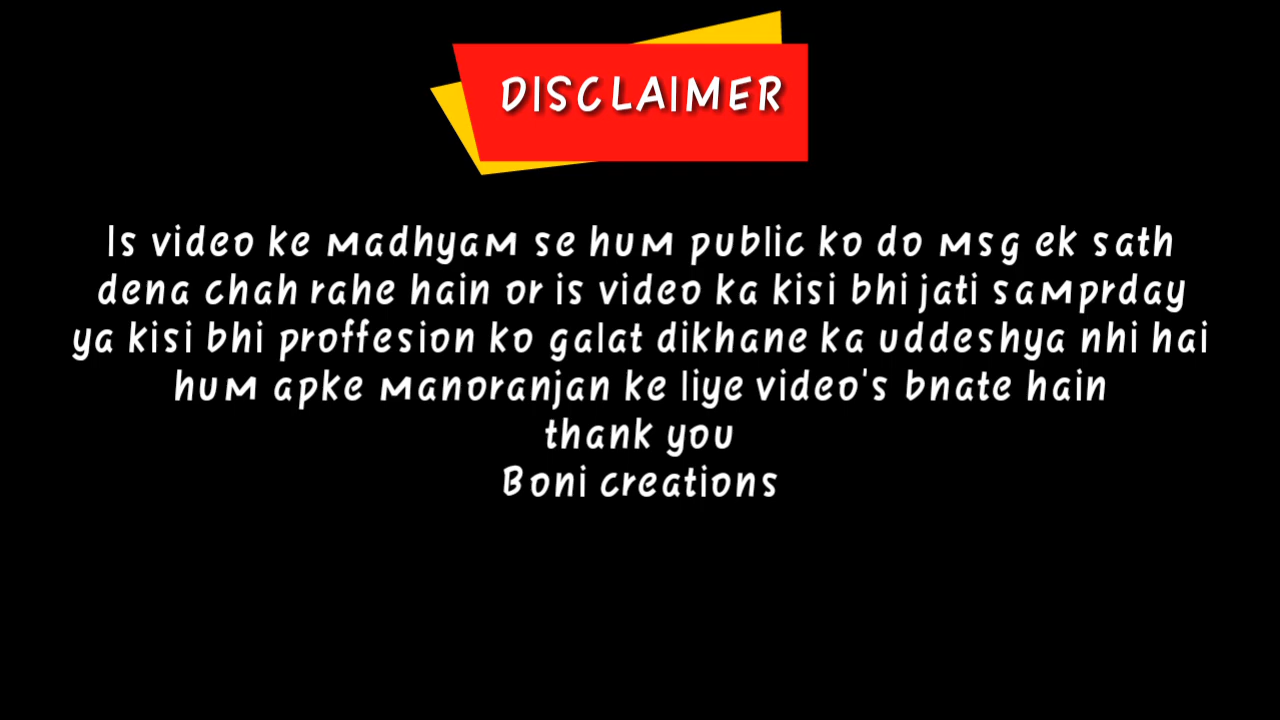 DISCLAIMER
Is video ke madhyam se hum public ko do msg ek sath
dena chah rahe hain or is video ka kisi bhi jati samprday
ya kisi bhi proffesion ko galat dikhane ka uddeshya nhi hai
hum apke manoranjan ke liye video's bnate hain
thank you
Boni creations